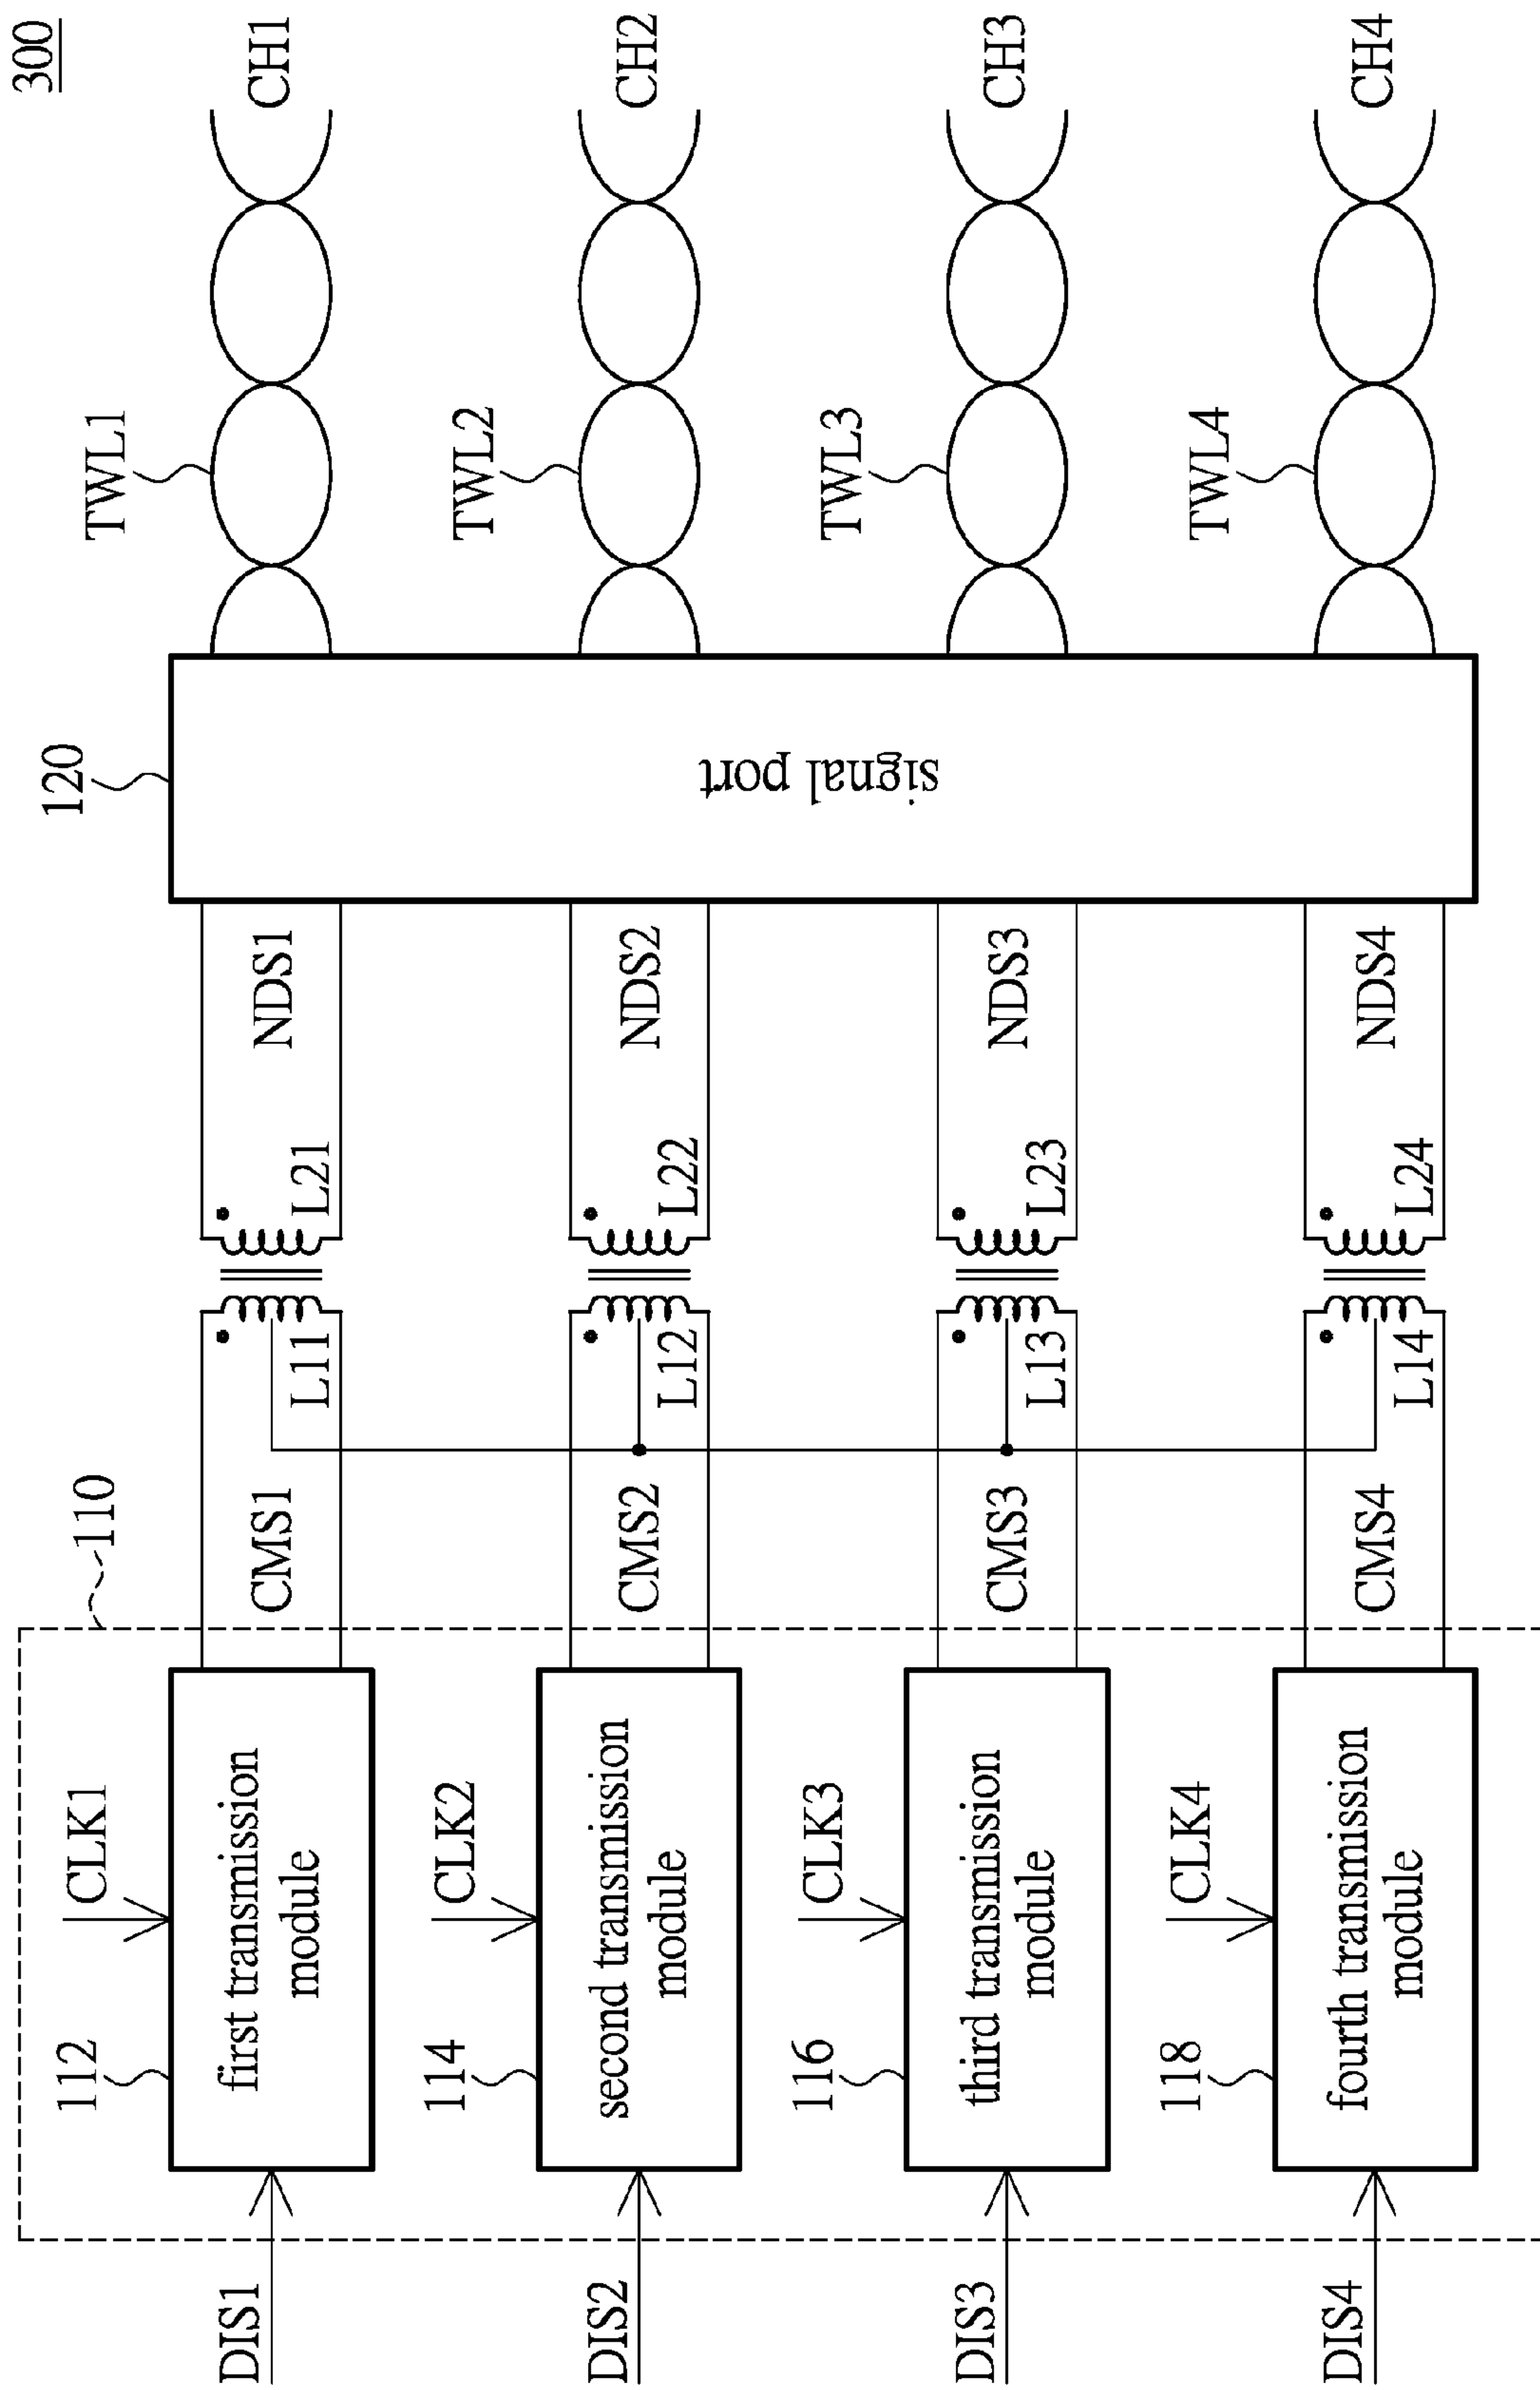 300
110
120
DIS1
112
CLK1
first transmission
module
CMS1
L11
L21
NDS1
TWL1
CH1
DIS2
114
CLK2
second transmission
module
CMS2
L12
L22
NDS2
TWL2
CH2
DIS3
116
CLK3
third transmission
module
CMS3
L13
L23
NDS3
TWL3
CH3
DIS4
118
CLK4
fourth transmission
module
CMS4
L14
L24
NDS4
TWL4
CH4
signal port